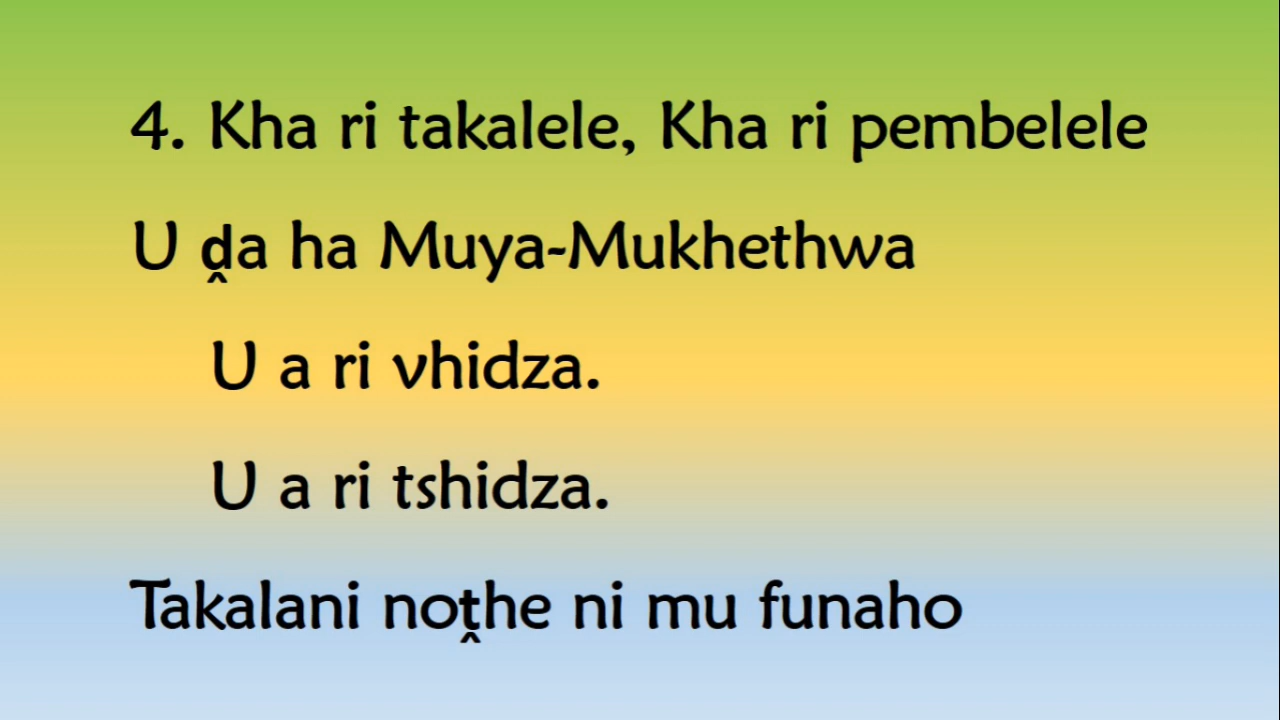 4. Kha ri takalele, Kha ri pembelele
U ḓa ha Muya-Mukhethwa
U a ri vhidza.
U a ri tshidza.
Takalani noṱhe ni mu funaho